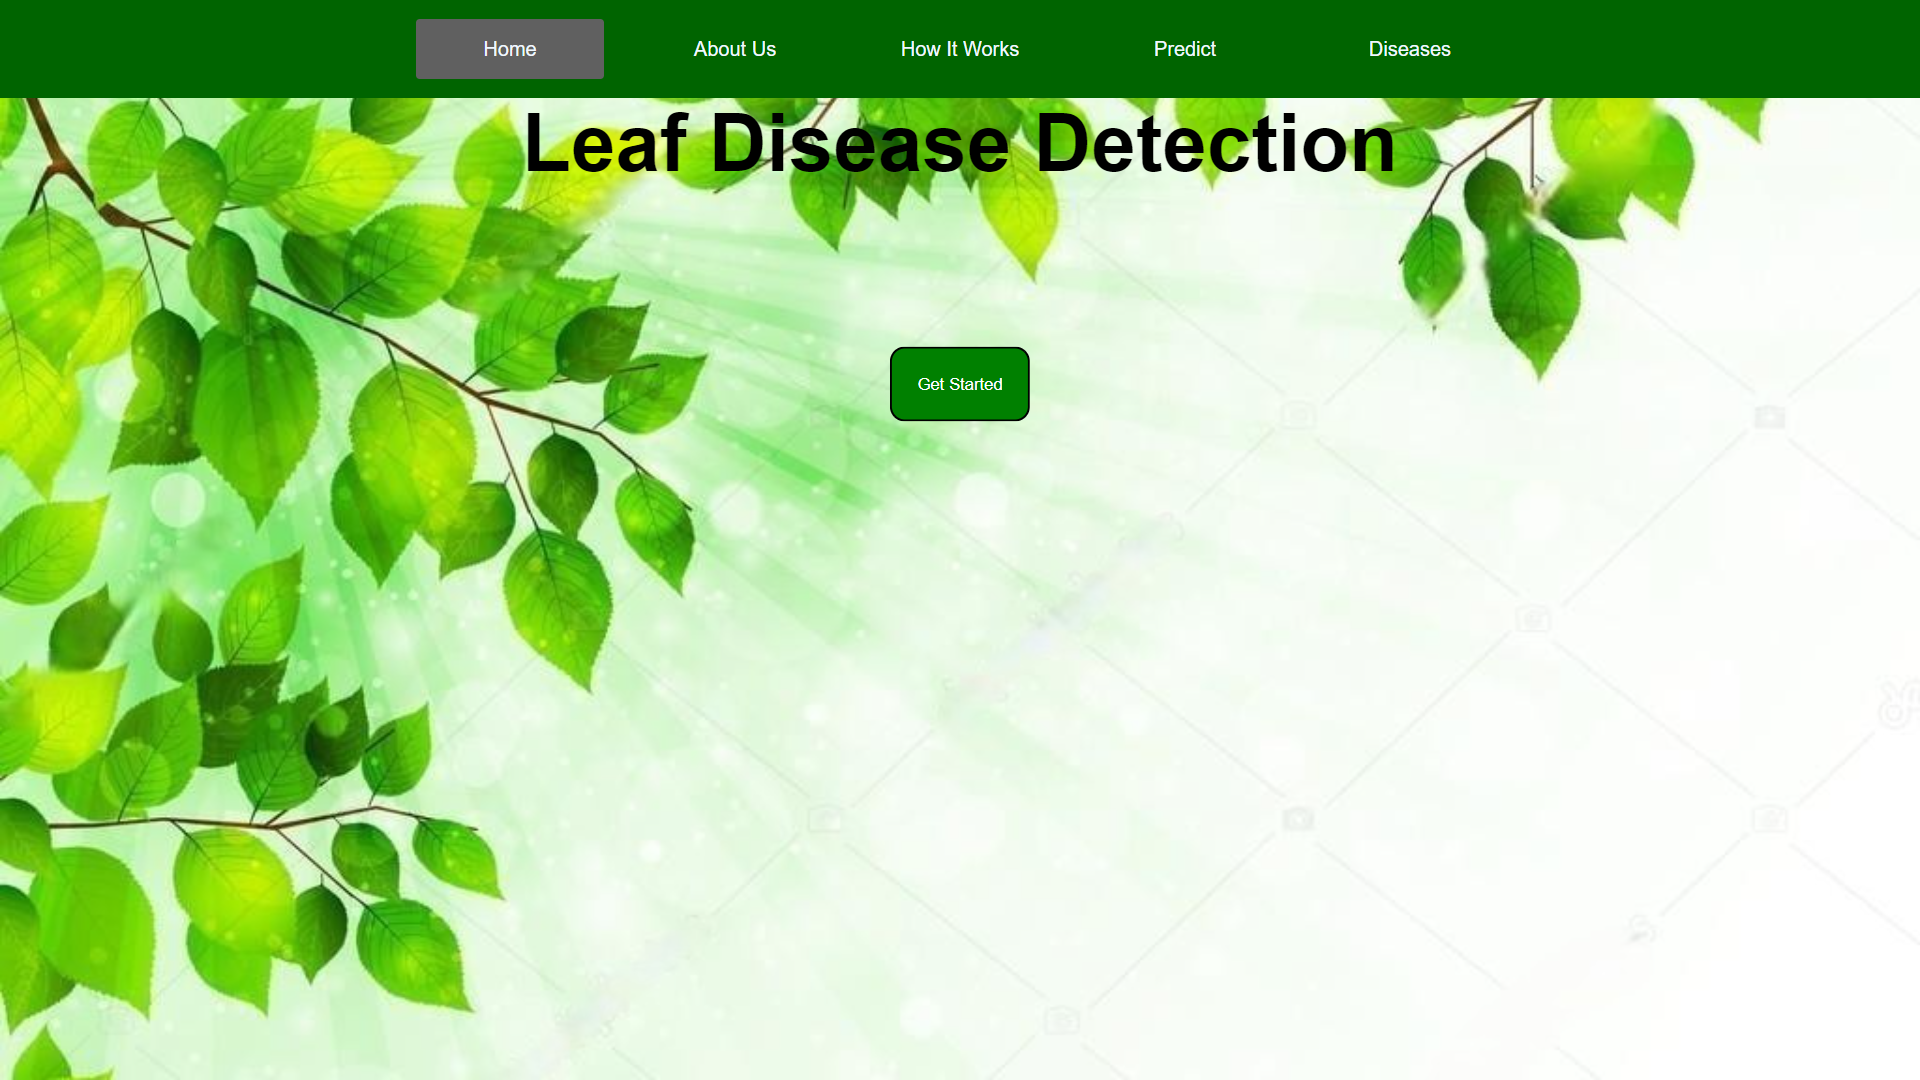 Home
About Us
How It Works
Predict
Diseases
Leaf Disease Detection
Get Started